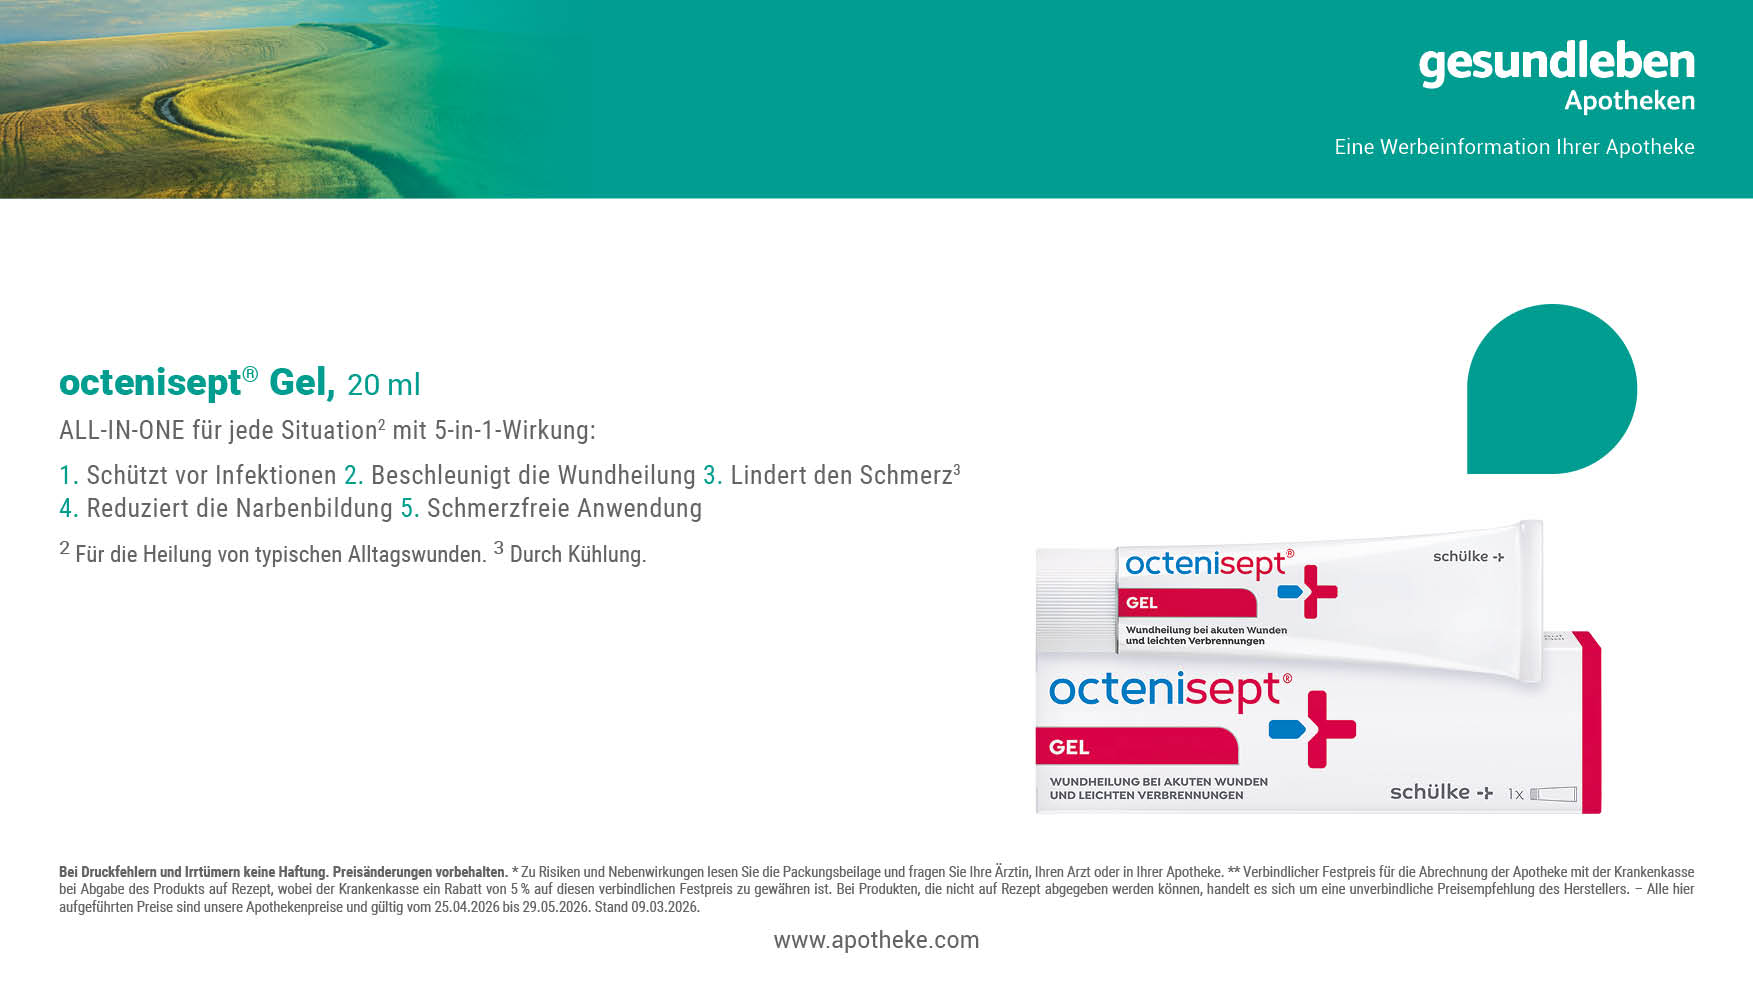 gesundleben
Apotheken
Eine Werbeinformation Ihrer Apotheke
octenisept® Gel, 20 ml
ALL-IN-ONE für jede Situation² mit 5-in-1-Wirkung:
1. Schützt vor Infektionen 2. Beschleunigt die Wundheilung 3. Lindert den Schmerz³
4. Reduziert die Narbenbildung 5. Schmerzfreie Anwendung
² Für die Heilung von typischen Alltagswunden. ³ Durch Kühlung.
octenisept®
schülke
GEL
Wundheilung bei akuten Wunden
und leichten Verbrennungen
octenisept®
GEL
WUNDHEILUNG BEI AKUTEN WUNDEN
UND LEICHTEN VERBRENNUNGEN
schülke 1x
Bei Druckfehlern und Irrtümern keine Haftung. Preisänderungen vorbehalten. * Zu Risiken und Nebenwirkungen lesen Sie die Packungsbeilage und fragen Sie Ihre Ärztin, Ihren Arzt oder in Ihrer Apotheke. ** Verbindlicher Festpreis für die Abrechnung der Apotheke mit der Krankenkasse
bei Abgabe des Produkts auf Rezept, wobei der Krankenkasse ein Rabatt von 5 % auf diesen verbindlichen Festpreis zu gewähren ist. Bei Produkten, die nicht auf Rezept abgegeben werden können, handelt es sich um eine unverbindliche Preisempfehlung des Herstellers. – Alle hier
aufgeführten Preise sind unsere Apothekenpreise und gültig vom 25.04.2026 bis 29.05.2026. Stand 09.03.2026.
www.apotheke.com